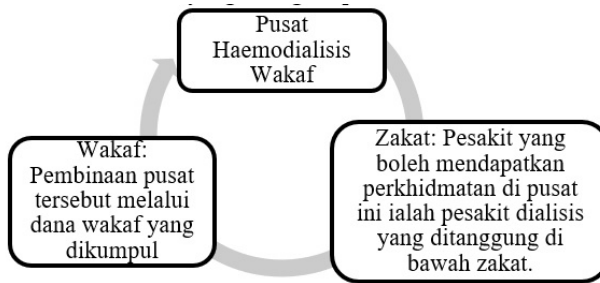 Pusat
Haemodialisis
Wakaf
Wakaf:
Pembinaan pusat
tersebut melalui
dana wakaf yang
dikumpul
Zakat: Pesakit yang
boleh mendapatkan
perkhidmatan di pusat
ini ialah pesakit dialisis
yang ditanggung di
bawah zakat.